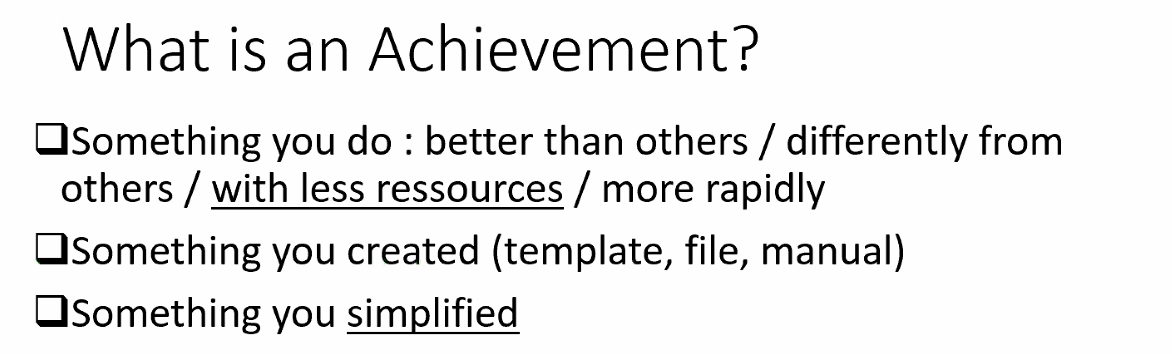 What is an Achievement?
❑Something you do : better than others / differently from
others / with less ressources / more rapidly
❑Something you created (template, file, manual)
❑Something you simplified